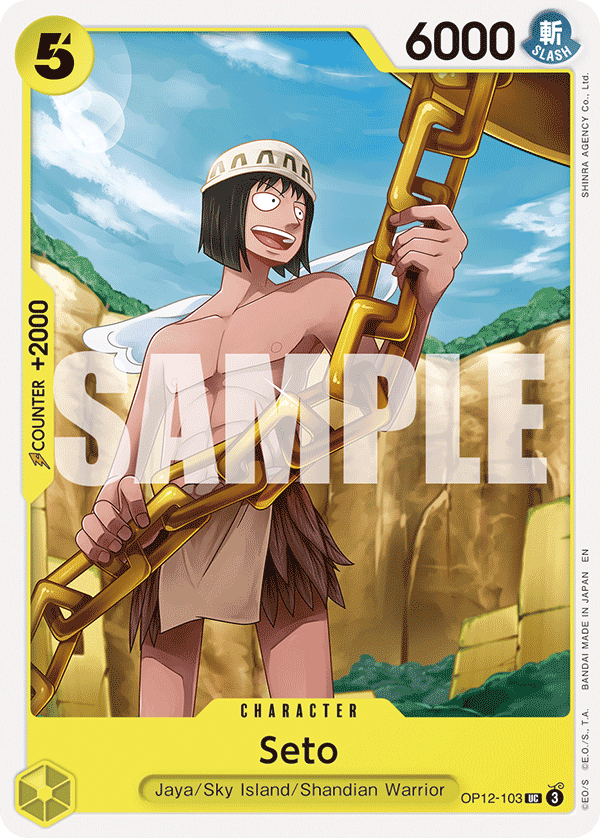 5
6000
斬
SLASH
SHINRA AGENCY Co., Ltd.
COUNTER +2000
SAMPLE
©EO/S ©E.O./S., T.A. BANDAI MADE IN JAPAN EN
CHARACTER
Seto
Jaya/Sky Island/Shandian Warrior
OP12-103 UC 3